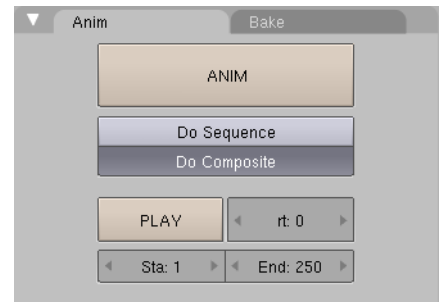 Anim Bake
ANIM
Do Sequence
Do Composite
PLAY rt: 0
Sta: 1 End: 250